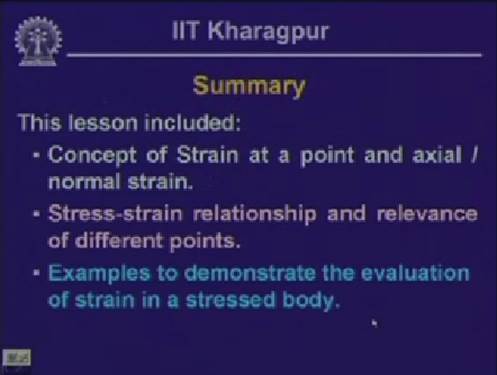 IIT Kharagpur
Summary
This lesson included:
▪ Concept of Strain at a point and axial /
normal strain.
▪ Stress-strain relationship and relevance
of different points.
▪ Examples to demonstrate the evaluation
of strain in a stressed body.